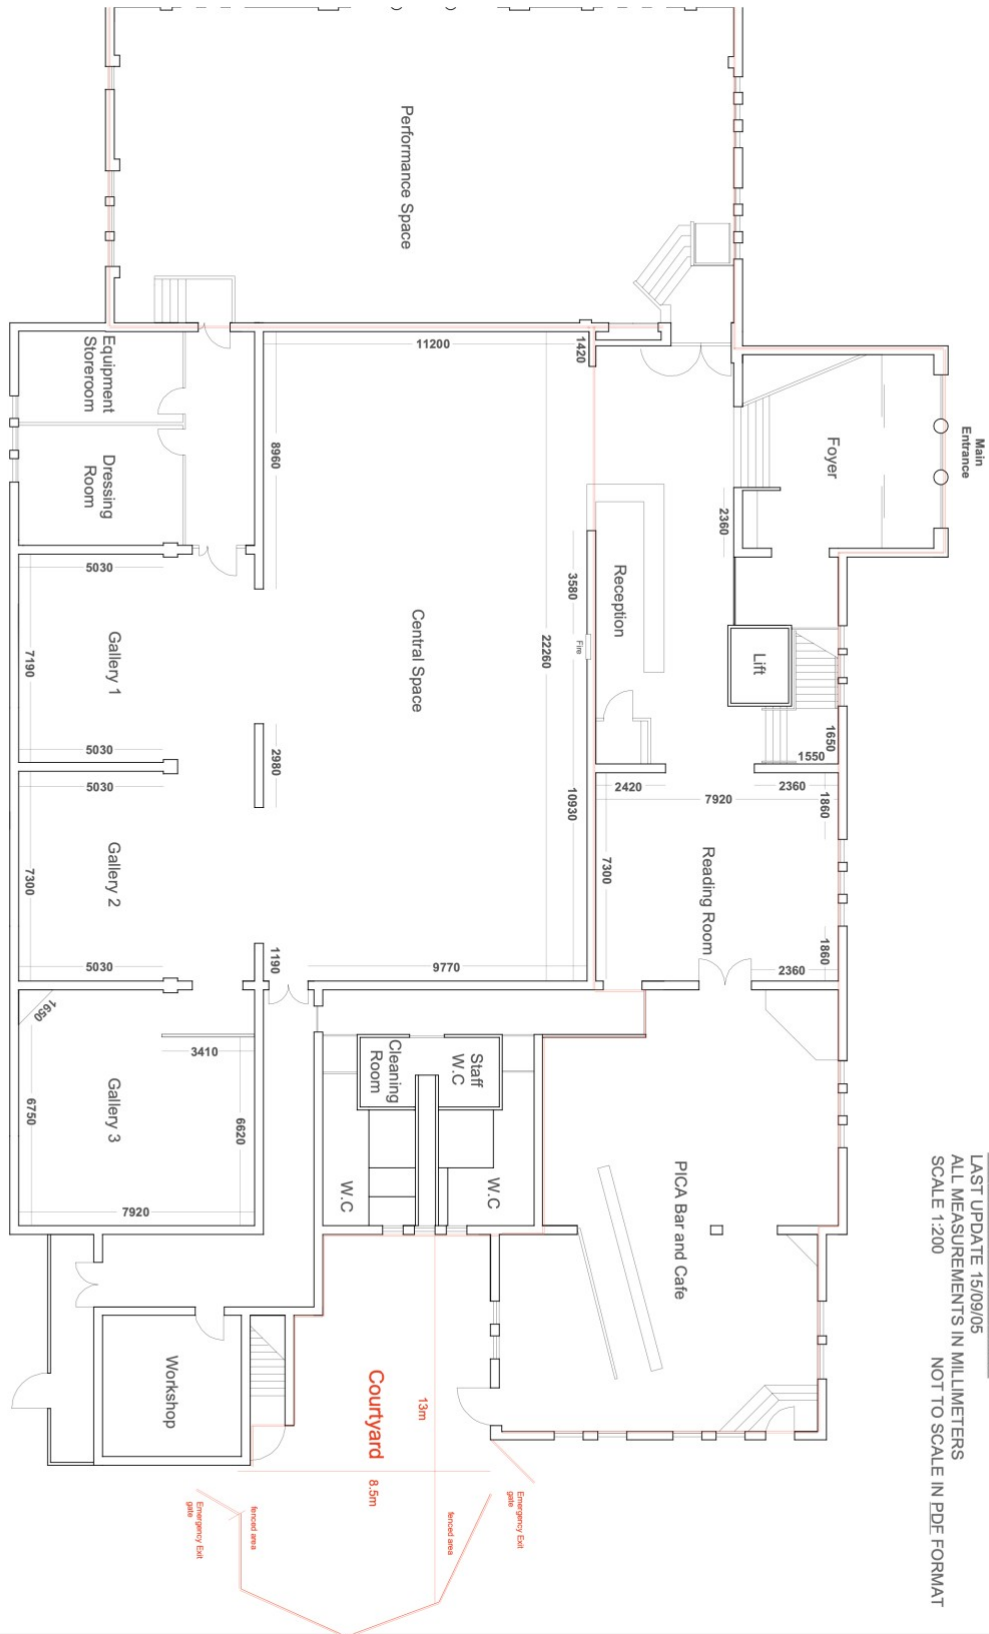 LAST UPDATE 15/09/05
ALL MEASUREMENTS IN MILLIMETERS
SCALE 1:200 NOT TO SCALE IN PDF FORMAT
Main
Entrance
Foyer
2360
Lift
1650
1550
Performance Space
Equipment
Storeroom
Dressing
Room
11200
1420
8960
Reception
3580
Fire
22260
Central Space
2980
10930
9770
1190
5030
Gallery 1
7190
5030
5030
Gallery 2
7300
5030
2420
7920
2360
1860
7300
Reading Room
1860
2360
1650
3410
Gallery 3
6750
6620
7920
Cleaning
Room
Staff
W.C
W.C
W.C
PICA Bar and Cafe
Workshop
Courtyard
13m
8.5m
Emergency Exit
gate
fenced area
fenced area
Emergency Exit
gate